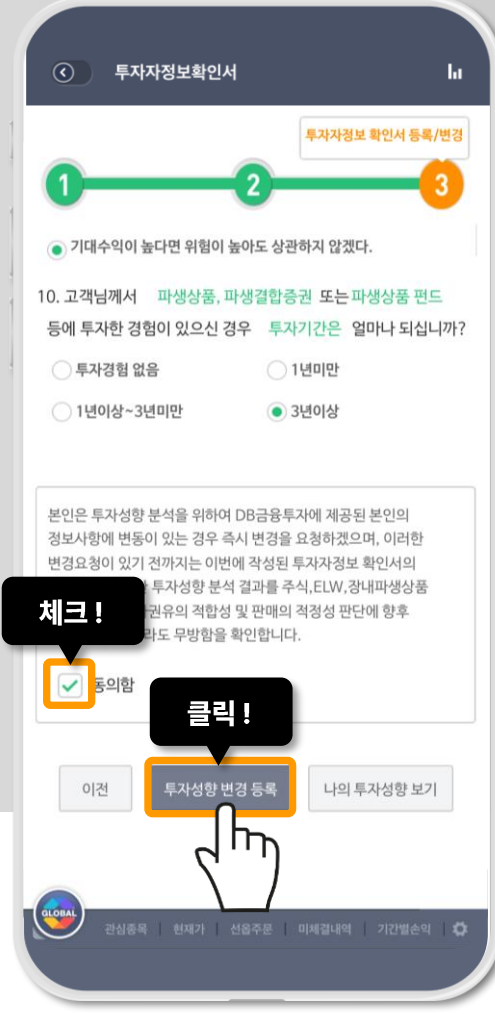 투자자정보확인서
투자자정보 확인서 등록/변경
1
2
3
기대수익이 높다면 위험이 높아도 상관하지 않겠다.
10. 고객님께서 파생상품, 파생결합증권 또는 파생상품 펀드
등에 투자한 경험이 있으신 경우 투자기간은 얼마나 되십니까?
투자경험 없음
1년미만
1년이상~3년미만
3년이상
본인은 투자성향 분석을 위하여 DB금융투자에 제공된 본인의
정보사항에 변동이 있는 경우 즉시 변경을 요청하겠으며, 이러한
변경요청이 있기 전까지는 이번에 작성된 투자자정보 확인서의
투자성향 분석 결과를 주식,ELW,장내파생상품
권유의 적합성 및 판매의 적정성 판단에 향후
라도 무방함을 확인합니다.
체크 !
동의함
클릭 !
이전
투자성향 변경 등록
나의 투자성향 보기
GLOBAL
관심종목 | 현재가 | 선옵주문 | 미체결내역 | 기간별손익